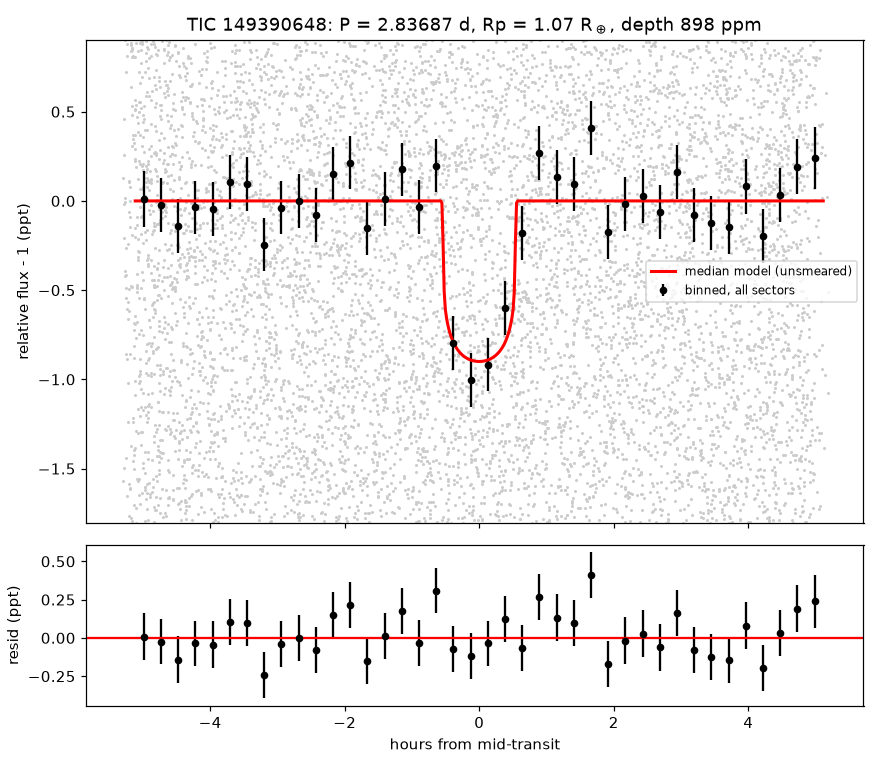 TIC 149390648: P = 2.83687 d, Rp = 1.07 R⊕, depth 898 ppm
relative flux - 1 (ppt)
0.5
0.0
−0.5
−1.0
−1.5
median model (unsmeared)
binned, all sectors
resid (ppt)
0.50
0.25
0.00
−0.25
−4
−2
0
2
4
hours from mid-transit